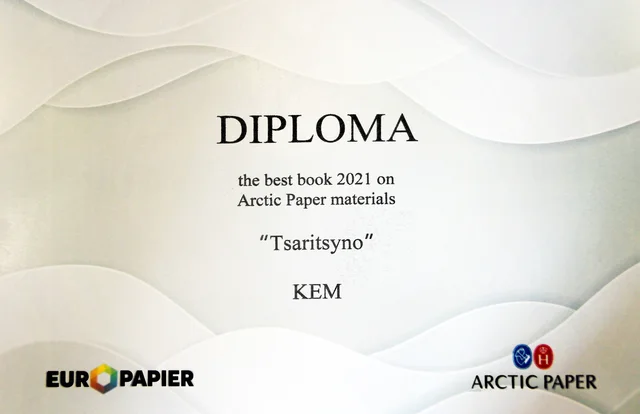 DIPLOMA
the best book 2021 on
Arctic Paper materials
“Tsaritsyno”
KEM
EUROPAPIER
H
ARCTIC PAPER